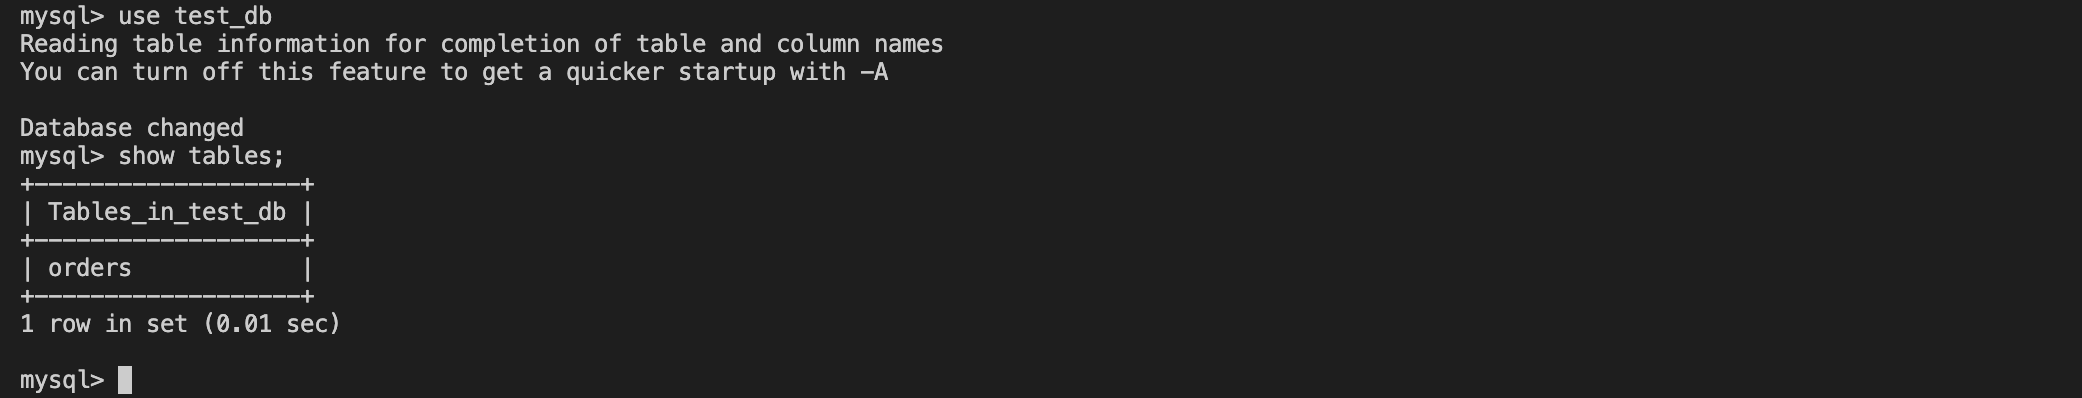 mysql> use test_db
Reading table information for completion of table and column names
You can turn off this feature to get a quicker startup with -A
Database changed
mysql> show tables;
+-------------------+
| Tables_in_test_db |
+-------------------+
| orders            |
+-------------------+
1 row in set (0.01 sec)
mysql>